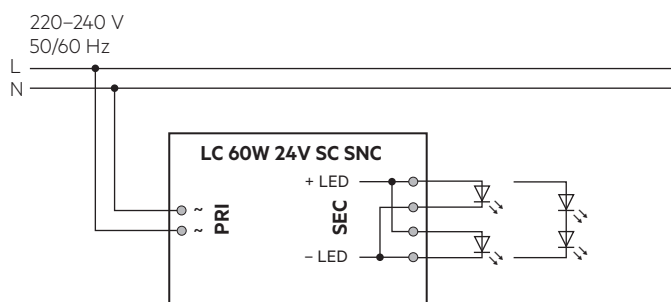 220–240 V
50/60 Hz
L
N
LC 60W 24V SC SNC
+ LED
~
PRI
~
SEC
– LED